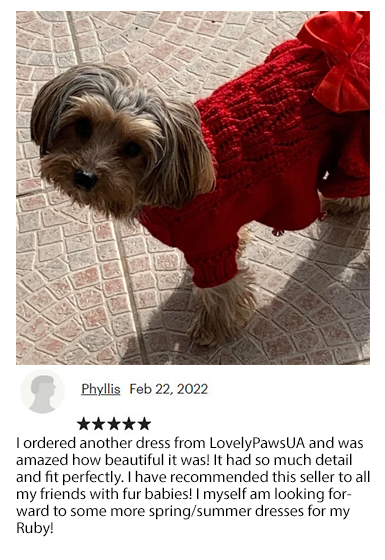 Phyllis Feb 22, 2022
★★★★★
I ordered another dress from LovelyPawsUA and was
amazed how beautiful it was! It had so much detail
and fit perfectly. I have recommended this seller to all
my friends with fur babies! I myself am looking for-
ward to some more spring/summer dresses for my
Ruby!